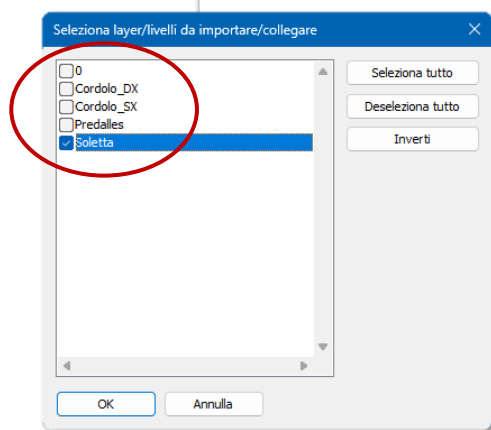 Seleziona layer/livelli da importare/collegare
0
Cordolo_DX
Cordolo_SX
Predalles
Soletta
Seleziona tutto
Deseleziona tutto
Inverti
OK
Annulla